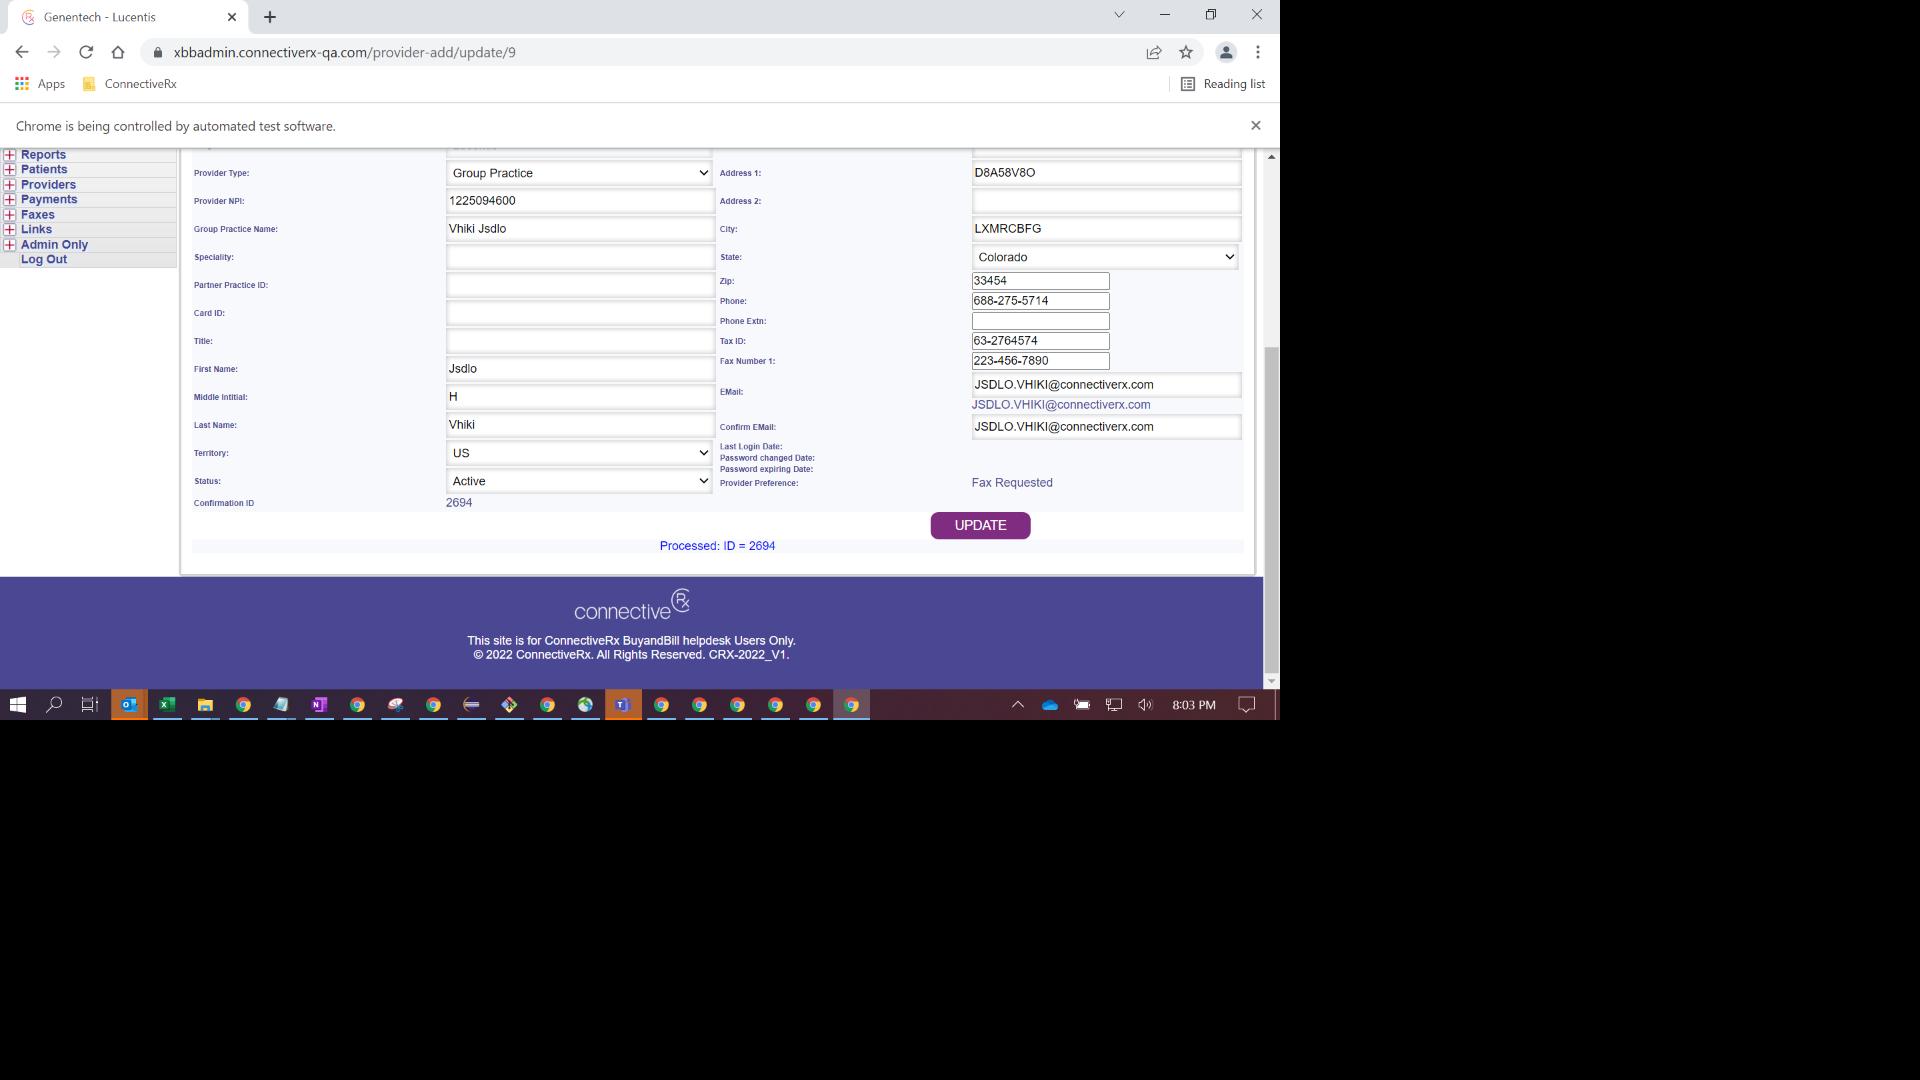 Genentech - Lucentis
xbbadmin.connectiverx-qa.com/provider-add/update/9
Apps
ConnectiveRx
Reading list
Chrome is being controlled by automated test software.
Reports
Patients
Providers
Payments
Faxes
Links
Admin Only
Log Out
Provider Type: Group Practice Address 1: D8A58V8O
Provider NPI: 1225094600 Address 2:
Group Practice Name: Vhiki Jsdlo City: LXMRCBFG
Speciality: State: Colorado
Partner Practice ID: Zip: 33454
Phone: 688-275-5714
Card ID: Phone Extn:
Title: Tax ID: 63-2764574
First Name: Jsdlo Fax Number 1: 223-456-7890
Middle Intitial: H EMail: JSDLO.VHIKI@connectiverx.com
JSDLO.VHIKI@connectiverx.com
Last Name: Vhiki Confirm EMail: JSDLO.VHIKI@connectiverx.com
Territory: US Last Login Date:
Password changed Date:
Password expiring Date:
Status: Active Provider Preference: Fax Requested
Confirmation ID 2694
UPDATE
Processed: ID = 2694
connectiveRx
This site is for ConnectiveRx BuyandBill helpdesk Users Only.
© 2022 ConnectiveRx. All Rights Reserved. CRX-2022_V1.
8:03 PM